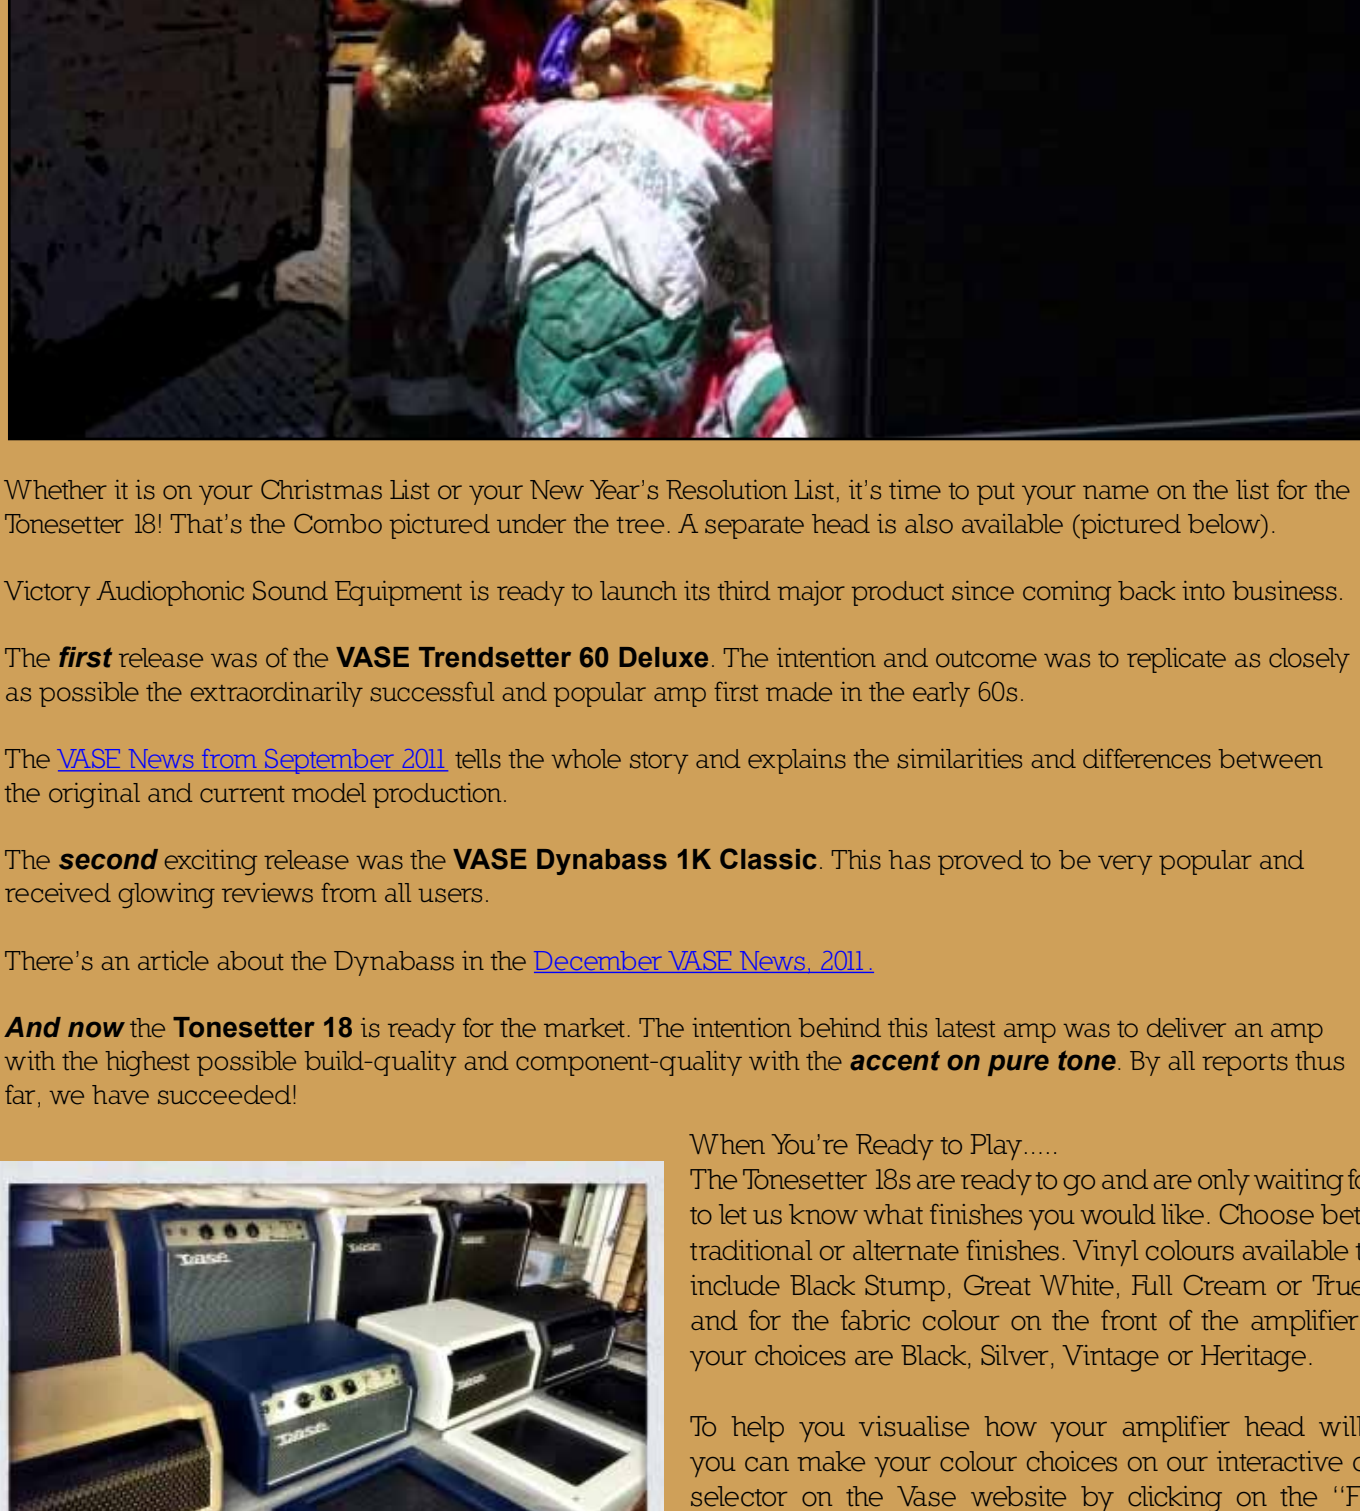 Whether it is on your Christmas List or your New Year's Resolution List, it's time to put your name on the list for the
Tonesetter 18! That's the Combo pictured under the tree. A separate head is also available (pictured below).
Victory Audiophonic Sound Equipment is ready to launch its third major product since coming back into business.
The first release was of the VASE Trendsetter 60 Deluxe. The intention and outcome was to replicate as closely
as possible the extraordinarily successful and popular amp first made in the early 60s.
The VASE News from September 2011 tells the whole story and explains the similarities and differences between
the original and current model production.
The second exciting release was the VASE Dynabass 1K Classic. This has proved to be very popular and
received glowing reviews from all users.
There's an article about the Dynabass in the December VASE News, 2011.
And now the Tonesetter 18 is ready for the market. The intention behind this latest amp was to deliver an amp
with the highest possible build-quality and component-quality with the accent on pure tone. By all reports thus
far, we have succeeded!
When You're Ready to Play.....
The Tonesetter 18s are ready to go and are only waiting
to let us know what finishes you would like. Choose
traditional or alternate finishes. Vinyl colours available
include Black Stump, Great White, Full Cream or True
and for the fabric colour on the front of the amplifier
your choices are Black, Silver, Vintage or Heritage.
To help you visualise how your amplifier head will
you can make your colour choices on our interactive
selector on the Vase website by clicking on the
Vase
Vase
Vase
Vase
Vase